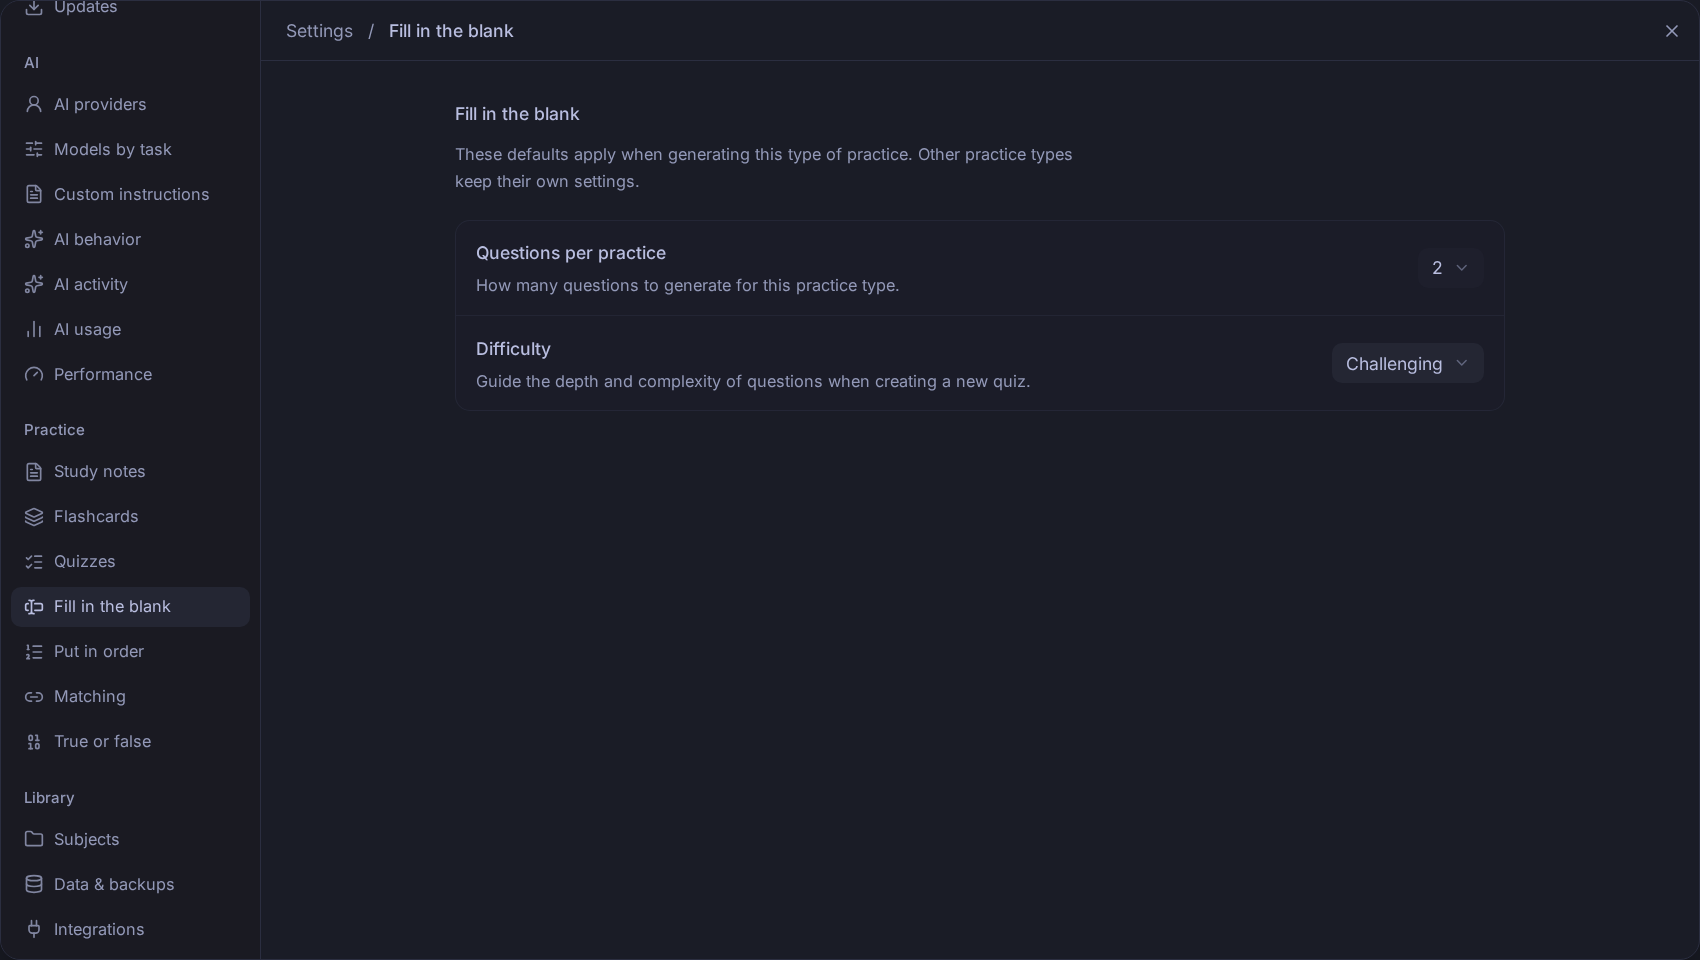 Updates
AI
AI providers
Models by task
Custom instructions
AI behavior
AI activity
AI usage
Performance
Practice
Study notes
Flashcards
Quizzes
Fill in the blank
Put in order
Matching
True or false
Library
Subjects
Data & backups
Integrations
Settings / Fill in the blank
Fill in the blank
These defaults apply when generating this type of practice. Other practice types
keep their own settings.
Questions per practice
How many questions to generate for this practice type.
2
Difficulty
Guide the depth and complexity of questions when creating a new quiz.
Challenging